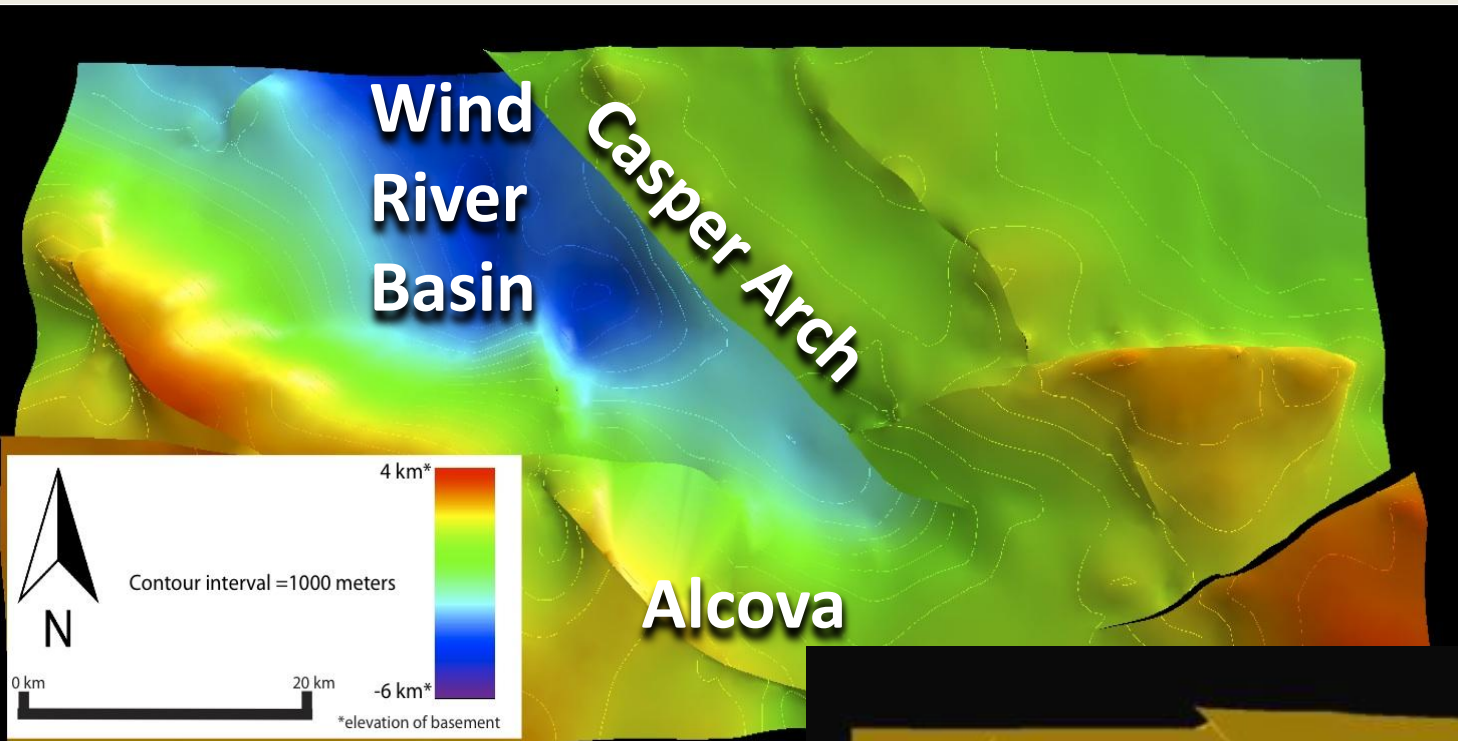 Wind
River
Basin
Casper Arch
Alcova
4 km*
Contour interval =1000 meters
N
0 km
20 km
-6 km*
*elevation of basement